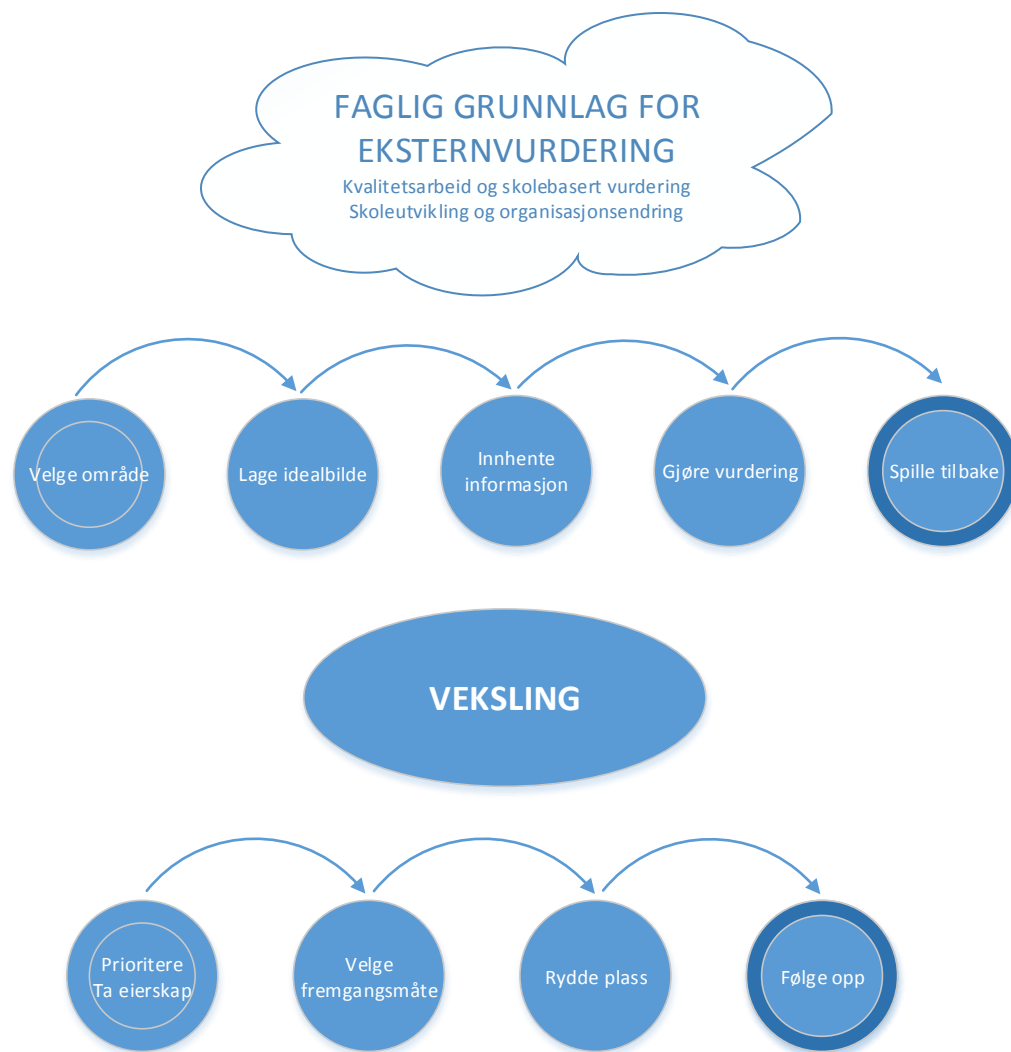 FAGLIG GRUNNLAG FOR
EKSTERNVURDERING
Kvalitetsarbeid og skolebasert vurdering
Skoleutvikling og organisasjonsendring
Velge område
Lage idealbilde
Innhente
informasjon
Gjøre vurdering
Spille tilbake
VEKSLING
Prioritere
Ta eierskap
Velge
fremgangsmåte
Rydde plass
Følge opp